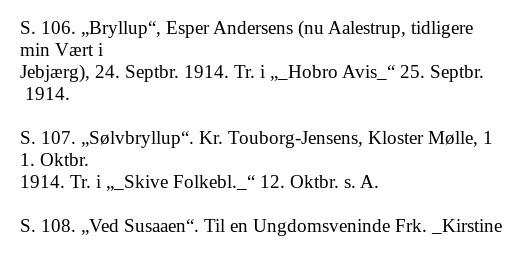 S. 106. „Bryllup“, Esper Andersens (nu Aalestrup, tidligere
min Vært i
Jebjærg), 24. Septbr. 1914. Tr. i „_Hobro Avis_“ 25. Septbr.
1914.
S. 107. „Sølvbryllup“. Kr. Touborg-Jensens, Kloster Mølle, 1
1. Oktbr.
1914. Tr. i „_Skive Folkebl._“ 12. Oktbr. s. A.
S. 108. „Ved Susaaen“. Til en Ungdomsveninde Frk. _Kirstine